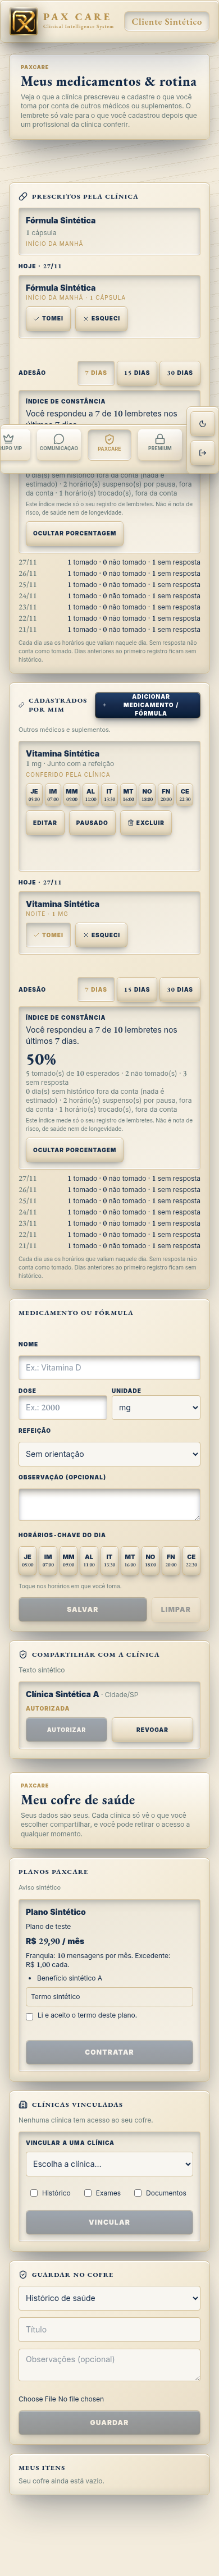 PAX CARE
Clinical Intelligence System
Cliente Sintético
PAXCARE
Meus medicamentos & rotina
Veja o que a clínica prescreveu e cadastre o que você toma por conta de outros médicos ou suplementos. O lembrete só vale para o que você cadastrou depois que um profissional da clínica conferir.
PRESCRITOS PELA CLÍNICA
Fórmula Sintética
1 cápsula
INÍCIO DA MANHÃ
HOJE · 27/11
Fórmula Sintética
INÍCIO DA MANHÃ · 1 CÁPSULA
TOMEI
ESQUECI
ADESÃO
7 DIAS
15 DIAS
30 DIAS
ÍNDICE DE CONSTÂNCIA
Você respondeu a 7 de 10 lembretes nos
últimos 7 dias.
GRUPO VIP
COMUNICAÇÃO
PAXCARE
PREMIUM
0 dia(s) sem histórico fora da conta (nada é
estimado) · 2 horário(s) suspenso(s) por pausa, fora
da conta · 1 horário(s) trocado(s), fora da conta
Este índice mede só o seu registro de lembretes. Não é nota de
risco, de saúde nem de longevidade.
OCULTAR PORCENTAGEM
27/11 1 tomado · 0 não tomado · 1 sem resposta
26/11 1 tomado · 0 não tomado · 1 sem resposta
25/11 1 tomado · 0 não tomado · 1 sem resposta
24/11 1 tomado · 0 não tomado · 1 sem resposta
23/11 1 tomado · 0 não tomado · 1 sem resposta
22/11 1 tomado · 0 não tomado · 1 sem resposta
21/11 1 tomado · 0 não tomado · 1 sem resposta
Cada dia usa os horários que valiam naquele dia. Sem resposta não
conta como tomado. Dias anteriores ao primeiro registro ficam sem
histórico.
CADASTRADOS
POR MIM
ADICIONAR
MEDICAMENTO /
FÓRMULA
Outros médicos e suplementos.
Vitamina Sintética
1 mg · Junto com a refeição
CONFERIDO PELA CLÍNICA
JE IM MM AL IT MT NO FN CE
05:00 07:00 09:00 11:00 13:30 16:00 18:00 20:00 22:30
EDITAR
PAUSADO
EXCLUIR
HOJE · 27/11
Vitamina Sintética
NOITE · 1 MG
TOMEI
ESQUECI
ADESÃO
7 DIAS
15 DIAS
30 DIAS
ÍNDICE DE CONSTÂNCIA
Você respondeu a 7 de 10 lembretes nos
últimos 7 dias.
50%
5 tomado(s) de 10 esperados · 2 não tomado(s) · 3
sem resposta
0 dia(s) sem histórico fora da conta (nada é
estimado) · 2 horário(s) suspenso(s) por pausa, fora
da conta · 1 horário(s) trocado(s), fora da conta
Este índice mede só o seu registro de lembretes. Não é nota de
risco, de saúde nem de longevidade.
OCULTAR PORCENTAGEM
27/11 1 tomado · 0 não tomado · 1 sem resposta
26/11 1 tomado · 0 não tomado · 1 sem resposta
25/11 1 tomado · 0 não tomado · 1 sem resposta
24/11 1 tomado · 0 não tomado · 1 sem resposta
23/11 1 tomado · 0 não tomado · 1 sem resposta
22/11 1 tomado · 0 não tomado · 1 sem resposta
21/11 1 tomado · 0 não tomado · 1 sem resposta
Cada dia usa os horários que valiam naquele dia. Sem resposta não
conta como tomado. Dias anteriores ao primeiro registro ficam sem
histórico.
MEDICAMENTO OU FÓRMULA
NOME
Ex.: Vitamina D
DOSE
UNIDADE
Ex.: 2000
mg
REFEIÇÃO
Sem orientação
OBSERVAÇÃO (OPCIONAL)
HORÁRIOS-CHAVE DO DIA
JE IM MM AL IT MT NO FN CE
05:00 07:00 09:00 11:00 13:30 16:00 18:00 20:00 22:30
Toque nos horários em que você toma.
SALVAR
LIMPAR
COMPARTILHAR COM A CLÍNICA
Texto sintético
Clínica Sintética A · Cidade/SP
AUTORIZADA
AUTORIZAR
REVOGAR
PAXCARE
Meu cofre de saúde
Seus dados são seus. Cada clínica só vê o que você
escolher compartilhar, e você pode retirar o acesso a
qualquer momento.
PLANOS PAXCARE
Aviso sintético
Plano Sintético
Plano de teste
R$ 29,90 / mês
Franquia: 10 mensagens por mês. Excedente:
R$ 1,00 cada.
Benefício sintético A
Termo sintético
Li e aceito o termo deste plano.
CONTRATAR
CLÍNICAS VINCULADAS
Nenhuma clínica tem acesso ao seu cofre.
VINCULAR A UMA CLÍNICA
Escolha a clínica...
Histórico
Exames
Documentos
VINCULAR
GUARDAR NO COFRE
Histórico de saúde
Título
Observações (opcional)
Choose File No file chosen
GUARDAR
MEUS ITENS
Seu cofre ainda está vazio.